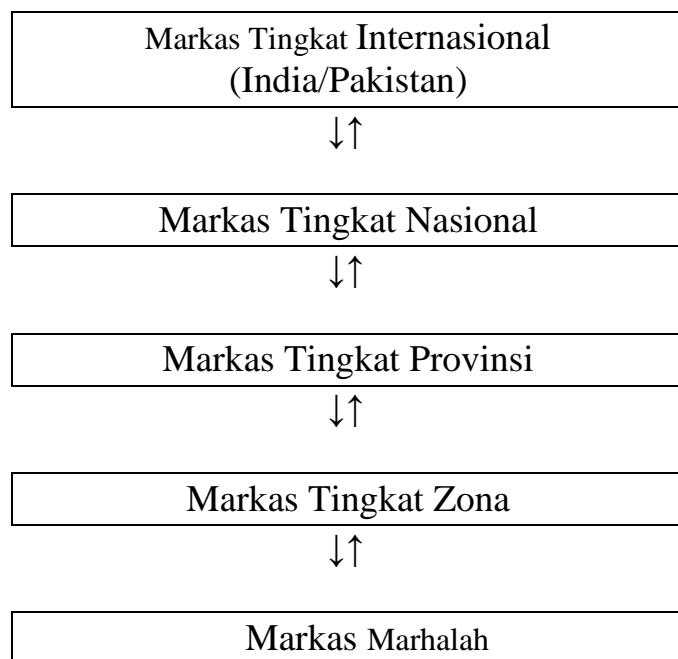 Markas Tingkat Internasional
(India/Pakistan)
↓↑
Markas Tingkat Nasional
↓↑
Markas Tingkat Provinsi
↓↑
Markas Tingkat Zona
↓↑
Markas Marhalah